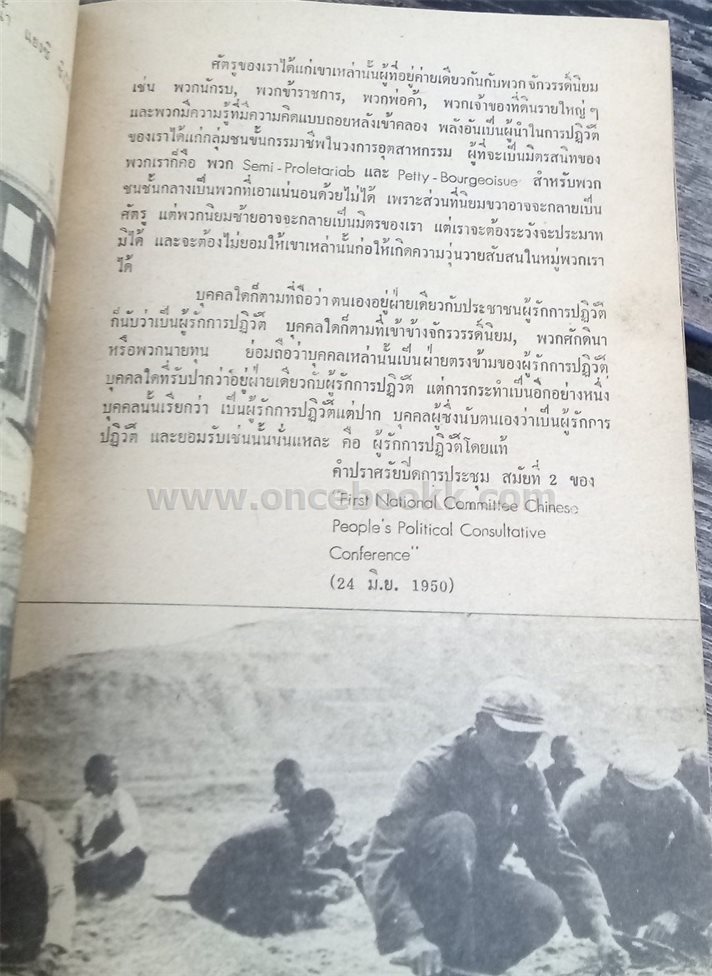 ศัตรูของเราได้แก่เขาเหล่านั้นผู้ที่อยู่ค่ายเดียวกันกับพวกจักวรรดิ์นิยม
เช่น พวกนักรบ, พวกข้าราชการ, พวกพ่อค้า, พวกเจ้าของที่ดินรายใหญ่ ๆ
และพวกมีความรู้ที่มีความคิดแบบถอยหลังเข้าคลอง พลังอันเป็นผู้นำในการปฏิวัติ
ของเราได้แก่กลุ่มชนชั้นกรรมาชีพในวงการอุตสาหกรรม ผู้ที่จะเป็นมิตรสนิทของ
พวกเราก็คือ พวก Semi-Proletariab และ Petty-Bourgeoisue สำหรับพวก
ชนชั้นกลางเป็นพวกที่เอาแน่นอนด้วยไม่ได้ เพราะส่วนที่นิยมขวาอาจจะกลายเป็น
ศัตรู แต่พวกนิยมซ้ายอาจจะกลายเป็นมิตรของเรา แต่เราจะต้องระวังจะประมาท
มิได้ และจะต้องไม่ยอมให้เขาเหล่านั้นก่อให้เกิดความวุ่นวายสับสนในหมู่พวกเรา
ได้
บุคคลใดก็ตามที่ถือว่าตนเองอยู่ฝ่ายเดียวกับประชาชนผู้รักการปฏิวัติ
ก็นับว่าเป็นผู้รักการปฏิวัติ บุคคลใดก็ตามที่เข้าข้างจักรวรรดิ์นิยม, พวกศักดินา
หรือพวกนายทุน ย่อมถือว่าบุคคลเหล่านั้นเป็นฝ่ายตรงข้ามของผู้รักการปฏิวัติ
บุคคลใดที่รับปากว่าอยู่ฝ่ายเดียวกับผู้รักการปฏิวัติ แต่การกระทำเป็นอีกอย่างหนึ่ง
บุคคลนั้นเรียกว่า เป็นผู้รักการปฏิวัติแต่ปาก บุคคลผู้ซึ่งนับตนเองว่าเป็นผู้รักการ
ปฏิวัติ และยอมรับเช่นนั้นนั่นแหละ คือ ผู้รักการปฏิวัติโดยแท้
คำปราศรัยปิดการประชุม สมัยที่ 2 ของ
www.oncebookk.com
"First National Committee Chinese
People's Political Consultative
Conference"
(24 มิ.ย. 1950)